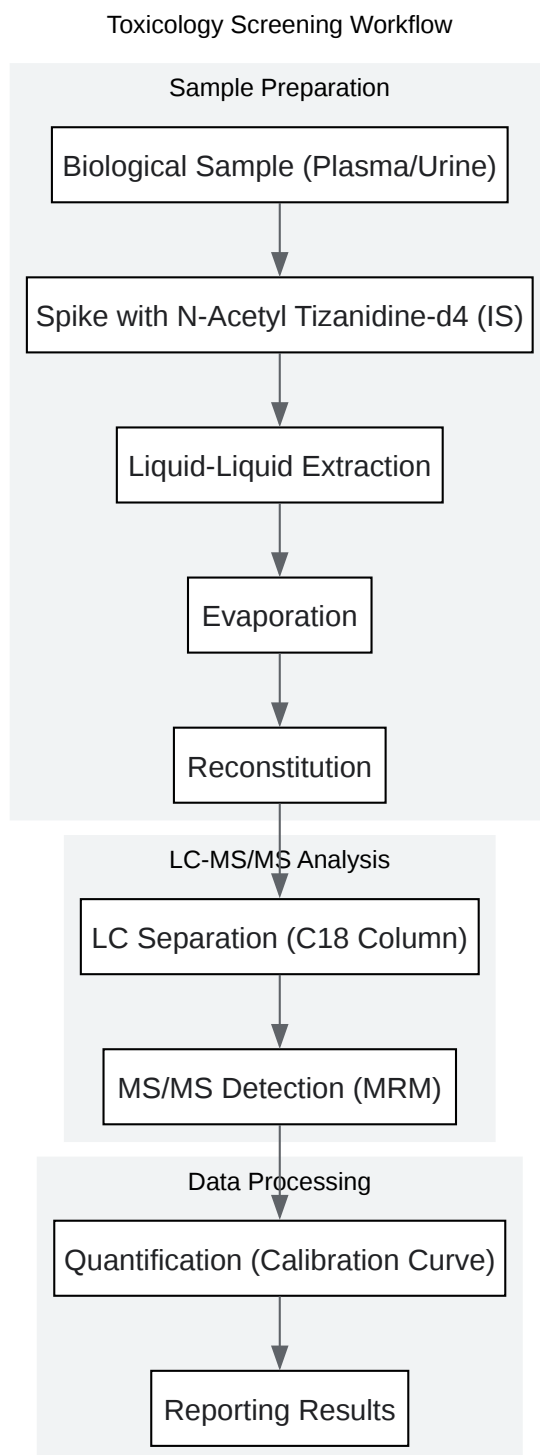 Toxicology Screening Workflow
Sample Preparation
Biological Sample (Plasma/Urine)
Spike with N-Acetyl Tizanidine-d4 (IS)
Liquid-Liquid Extraction
Evaporation
Reconstitution
LC-MS/MS Analysis
LC Separation (C18 Column)
MS/MS Detection (MRM)
Data Processing
Quantification (Calibration Curve)
Reporting Results